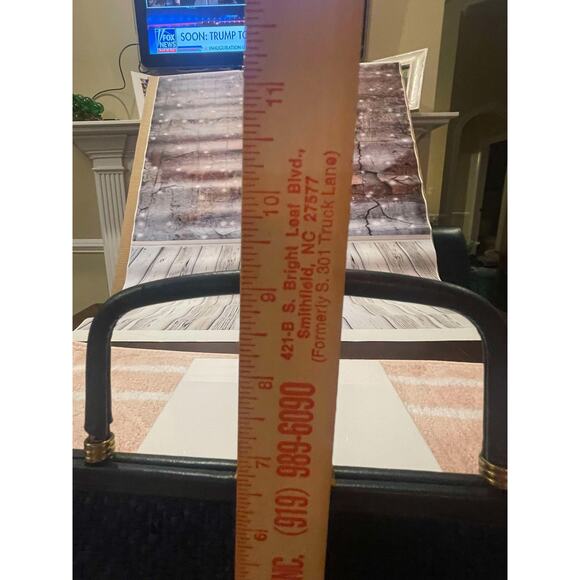 FOX
NEWS
SOON: TRUMP TO
INAUGURATION
11
10
9
8
7
6
421-B S. Bright Leaf Blvd.,
Smithfield, NC 27577
(Formerly S. 301 Truck Lane)
(919) 989-6090
INC.